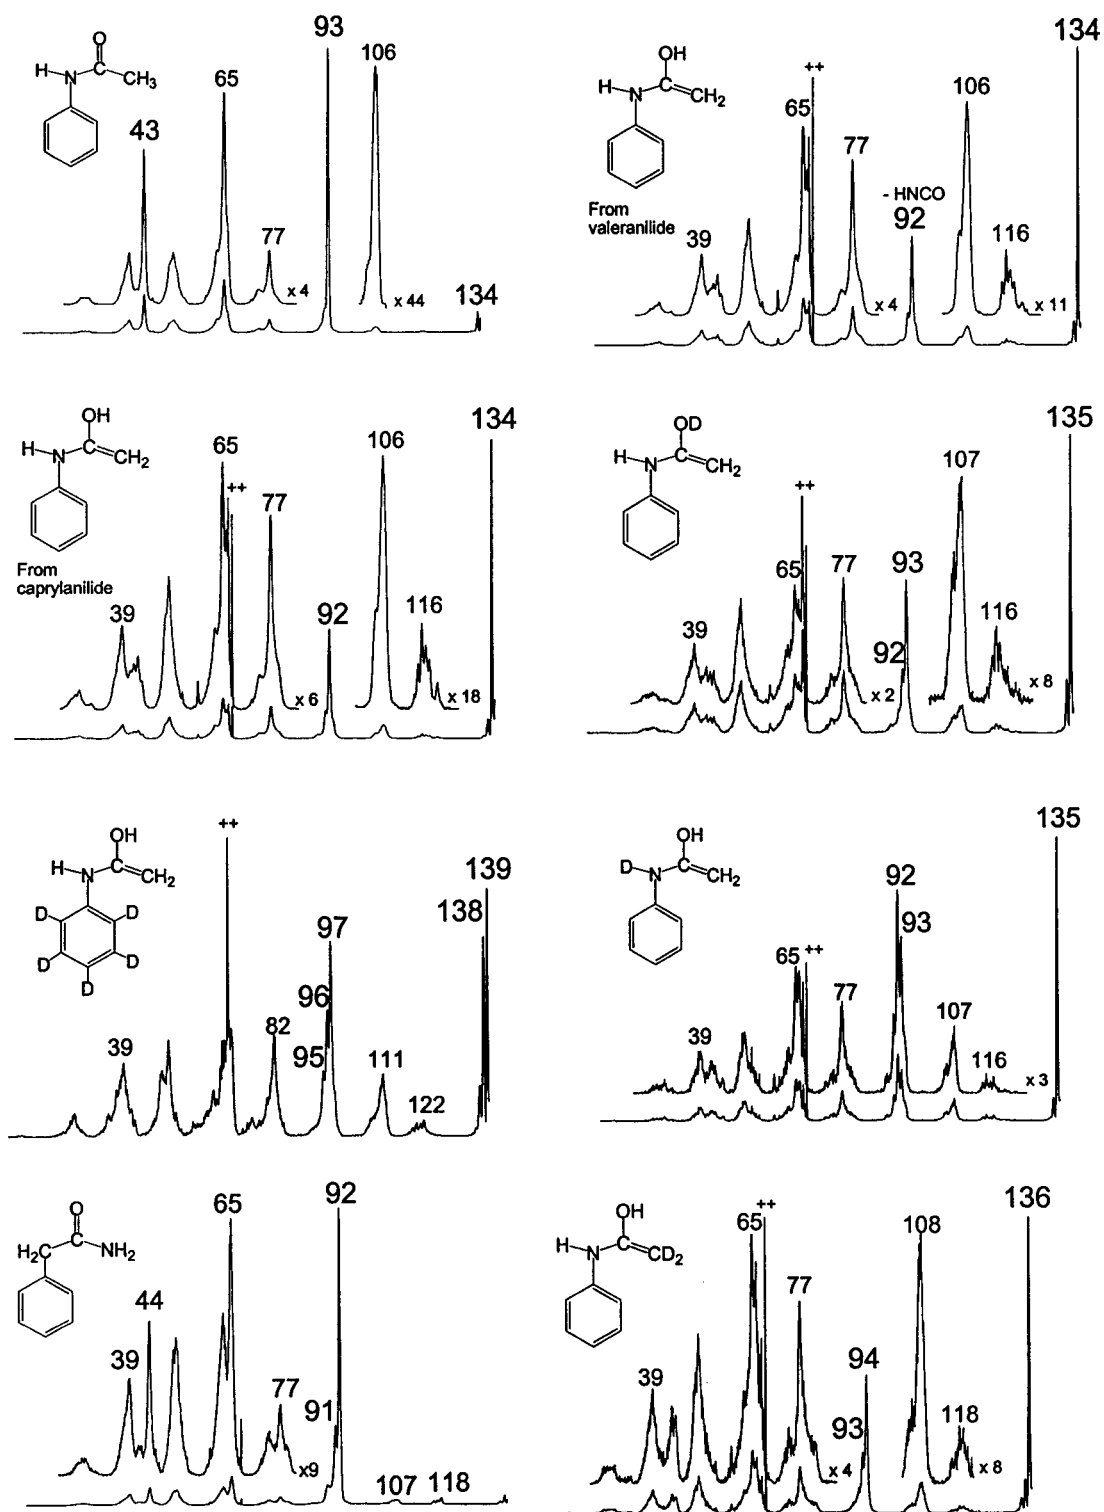 93
O
106
H N C CH3
65
43
77
x 4
x 44
134
134
OH
++
H N C CH2
65
106
77
- HNCO
92
From
valeranilide
39
116
x 4
x 11
OH
134
H N C CH2
65
106
++
77
From
caprylanilide
39
92
116
x 6
x 18
OD
135
H N C CH2
107
++
65
77
93
39
92
116
x 2
x 8
OH
++
139
H N C CH2
138
D D
97
D D
D
96
39
82
95
111
122
OH
135
D N C CH2
92
93
65
++
77
107
39
116
x 3
O
92
65
H2C C NH2
44
39
77
91
x9
107
118
OH
++
136
65
108
H N C CD2
77
94
39
93
118
x 4
x 8